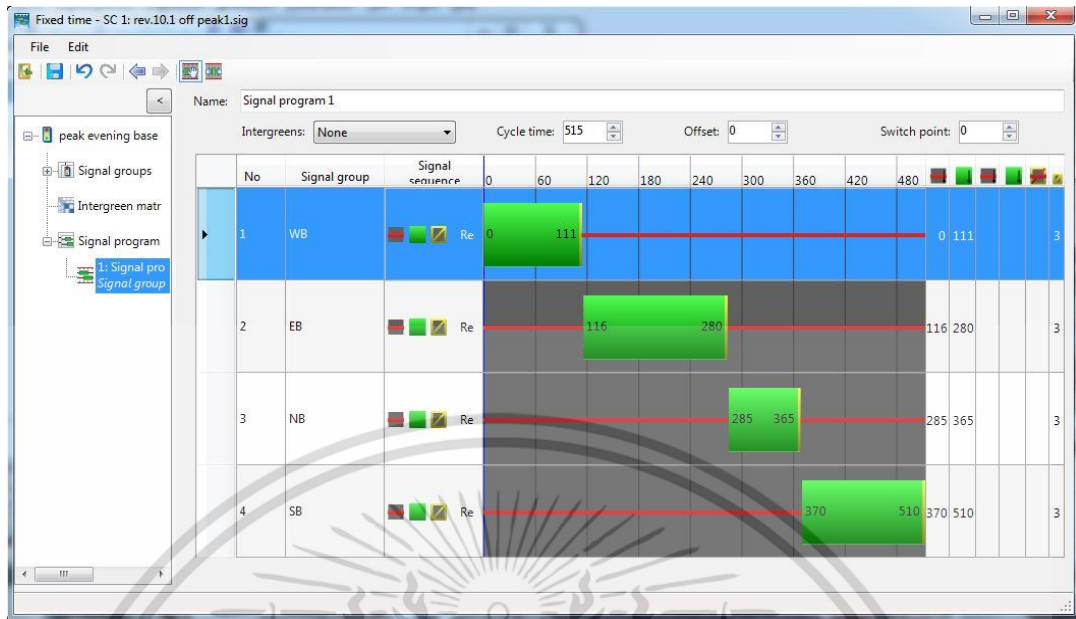 Fixed time - SC 1: rev.10.1 off peak1.sig
File Edit
<
Name: Signal program 1
Intergreens: None Cycle time: 515 Offset: 0 Switch point: 0
peak evening base
Signal groups
Intergreen matr
Signal program
1: Signal pro
Signal group
No Signal group Signal sequence 0 60 120 180 240 300 360 420 480
1 WB Re 0 111 0 111 3
2 EB Re 116 280 116 280 3
3 NB Re 285 365 285 365 3
4 SB Re 370 510 370 510 3